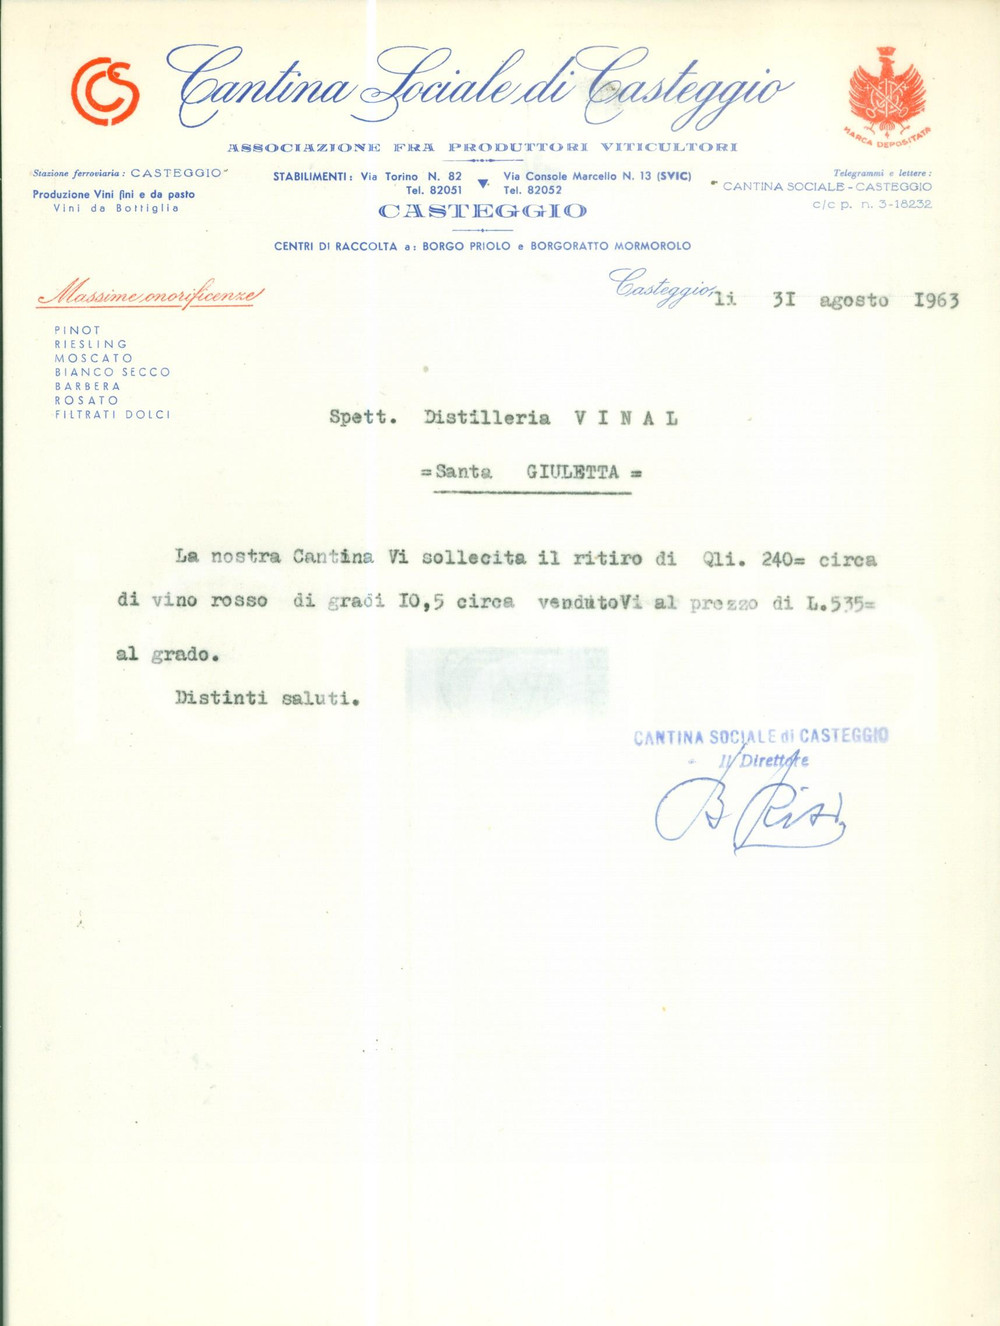 CCS
Cantina Sociale di Casteggio
MARCA DEPOSITATA
ASSOCIAZIONE FRA PRODUTTORI VITICULTORI
Stazione ferroviaria: CASTEGGIO
Produzione Vini fini e da pasto
Vini da Bottiglia
STABILIMENTI: Via Torino N. 82
Tel. 82051
Via Console Marcello N. 13 (SVIC)
Tel. 82052
CASTEGGIO
CENTRI DI RACCOLTA a: BORGO PRIOLO e BORGORATTO MORMOROLO
Telegrammi e lettere:
CANTINA SOCIALE - CASTEGGIO
c/c p. n. 3-18232
Massime onorificenze
PINOT
RIESLING
MOSCATO
BIANCO SECCO
BARBERA
ROSATO
FILTRATI DOLCI
Casteggio, li 3I agosto I963
Spett. Distilleria V I N A L
=Santa GIULETTA =
La nostra Cantina Vi sollecita il ritiro di Qli. 240= circa
di vino rosso di gradi I0,5 circa vendutoVi al prezzo di L.535=
al grado.
Distinti saluti.
CANTINA SOCIALE di CASTEGGIO
Il Direttore